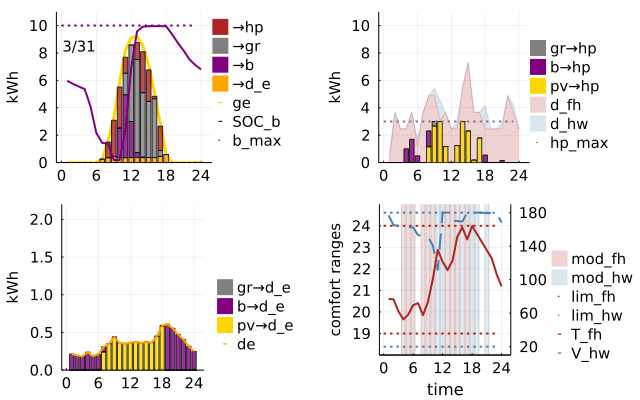 kWh
10
8
6
4
2
0
0
6
12
18
24
3/31
→hp
→gr
→b
→d_e
ge
SOC_b
b_max
kWh
10
8
6
4
2
0
0
6
12
18
24
gr→hp
b→hp
pv→hp
d_fh
d_hw
hp_max
kWh
2.0
1.5
1.0
0.5
0.0
0
6
12
18
24
gr→d_e
b→d_e
pv→d_e
de
comfort ranges
24
23
22
21
20
19
180
140
100
60
20
0
6
12
18
24
time
mod_fh
mod_hw
lim_fh
lim_hw
T_fh
V_hw